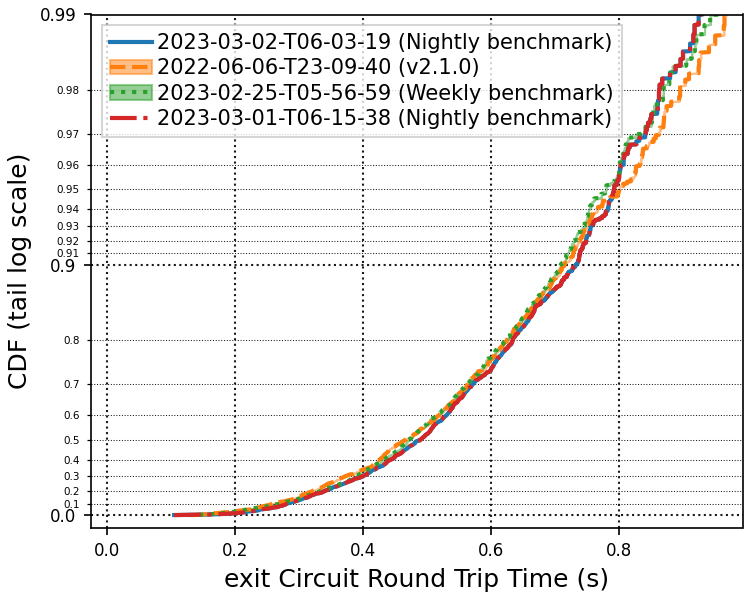 0.99
2023-03-02-T06-03-19 (Nightly benchmark)
2022-06-06-T23-09-40 (v2.1.0)
2023-02-25-T05-56-59 (Weekly benchmark)
2023-03-01-T06-15-38 (Nightly benchmark)
0.98
0.97
0.96
0.95
0.94
0.93
0.92
0.91
0.9
0.8
0.7
0.6
0.5
0.4
0.3
0.2
0.1
0.0
CDF (tail log scale)
0.0 0.2 0.4 0.6 0.8
exit Circuit Round Trip Time (s)